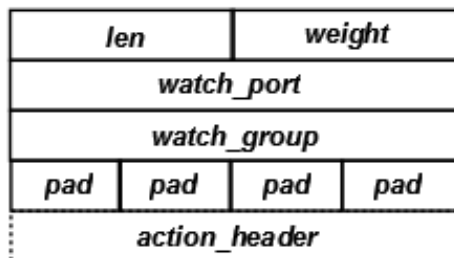 len weight
watch_port
watch_group
pad pad pad pad
action_header